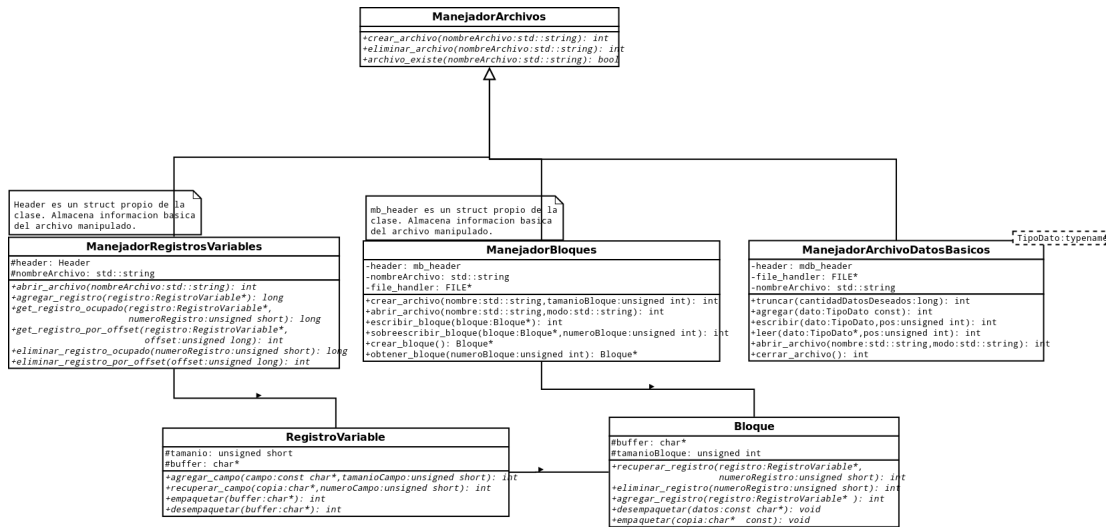 ManejadorArchivos
+crear_archivo(nombreArchivo:std::string): int
+eliminar_archivo(nombreArchivo:std::string): int
+archivo_existe(nombreArchivo:std::string): bool
Header es un struct propio de la
clase. Almacena informacion basica
del archivo manipulado.
ManejadorRegistrosVariables
#header: Header
#nombreArchivo: std::string
+abrir_archivo(nombreArchivo:std::string): int
+agregar_registro(registro:RegistroVariable*): long
+get_registro_ocupado(registro:RegistroVariable*,
numeroRegistro:unsigned short): long
+get_registro_por_offset(registro:RegistroVariable*,
offset:unsigned long): int
+eliminar_registro_ocupado(numeroRegistro:unsigned short): long
+eliminar_registro_por_offset(offset:unsigned long): int
mb_header es un struct propio de la
clase. Almacena informacion basica
del archivo manipulado.
ManejadorBloques
-header: mb_header
-nombreArchivo: std::string
-file_handler: FILE*
+crear_archivo(nombre:std::string,tamanioBloque:unsigned int): int
+abrir_archivo(nombre:std::string,modo:std::string): int
+escribir_bloque(bloque:Bloque*): int
+sobreescribir_bloque(bloque:Bloque*,numeroBloque:unsigned int): int
+crear_bloque(): Bloque*
+obtener_bloque(numeroBloque:unsigned int): Bloque*
TipoDato:typename
ManejadorArchivoDatosBasicos
-header: mdb_header
-file_handler: FILE*
-nombreArchivo: std::string
+truncar(cantidadDatosDeseados:long): int
+agregar(dato:TipoDato const): int
+escribir(dato:TipoDato,pos:unsigned int): int
+leer(dato:TipoDato*,pos:unsigned int): int
+abrir_archivo(nombre:std::string,modo:std::string): int
+cerrar_archivo(): int
RegistroVariable
#tamanio: unsigned short
#buffer: char*
+agregar_campo(campo:const char*,tamanioCampo:unsigned short): int
+recuperar_campo(copia:char*,numeroCampo:unsigned short): int
+empaquetar(buffer:char*): int
+desempaquetar(buffer:char*): int
Bloque
#buffer: char*
#tamanioBloque: unsigned int
+recuperar_registro(registro:RegistroVariable*,
numeroRegistro:unsigned short): int
+eliminar_registro(numeroRegistro:unsigned short): int
+agregar_registro(registro:RegistroVariable* ): int
+desempaquetar(datos:const char*): void
+empaquetar(copia:char* const): void